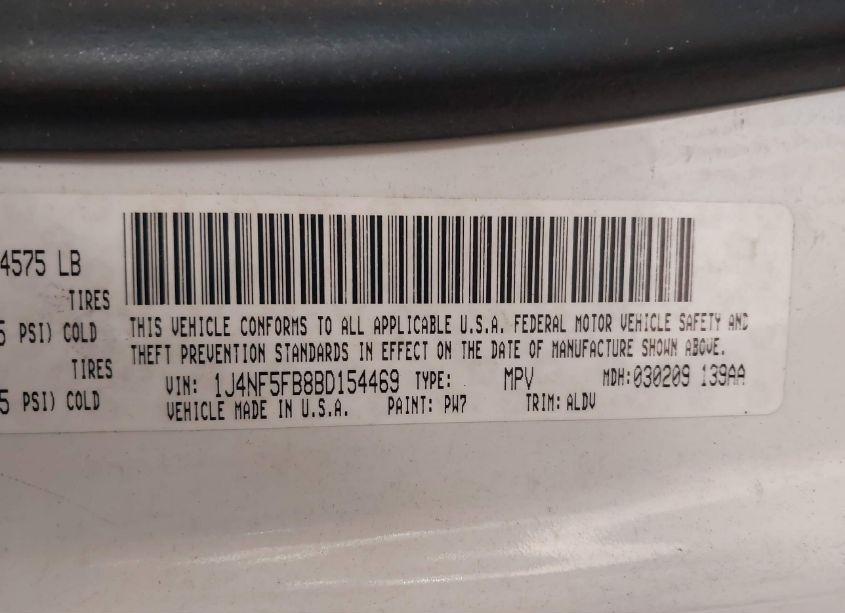 4575 LB
TIRES
5 PSI) COLD
TIRES
5 PSI) COLD
THIS VEHICLE CONFORMS TO ALL APPLICABLE U.S.A. FEDERAL MOTOR VEHICLE SAFETY AND
THEFT PREVENTION STANDARDS IN EFFECT ON THE DATE OF MANUFACTURE SHOWN ABOVE.
VIN: 1J4NF5FB8BD154469 TYPE: MPV MDH:030209 139AA
VEHICLE MADE IN U.S.A. PAINT: PW7 TRIM: ALDV